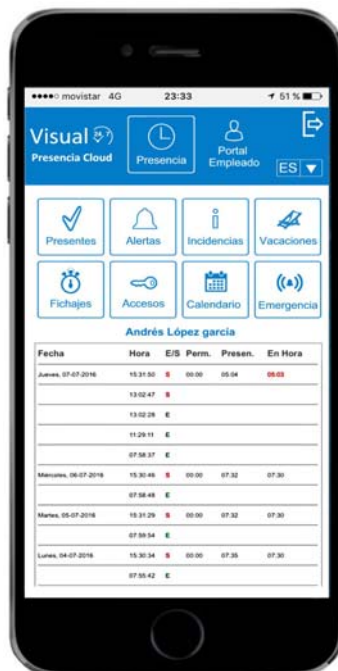 movistar 4G 23:33 51 %
Visual 24-7
Presencia Cloud
Presencia
Portal
Empleado
ES
Presentes Alertas Incidencias Vacaciones
Fichajes Accesos Calendario Emergencia
Andrés López garcía
Fecha Hora E/S Perm. Presen. En Hora
Jueves, 07-07-2016 15:31:50 S 00:00 05:04 05:03
13:02:47 S
13:02:28 E
11:29:11 E
07:58:37 E
Miércoles, 06-07-2016 15:30:46 S 00:00 07:32 07:30
07:58:48 E
Martes, 05-07-2016 15:31:29 S 00:00 07:32 07:30
07:59:54 E
Lunes, 04-07-2016 15:30:34 S 00:00 07:35 07:30
07:55:42 E